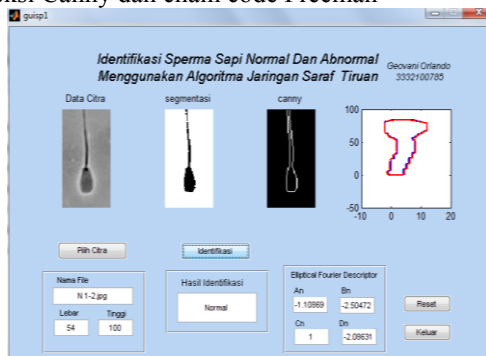 ksi Canny dan chain code Freeman
guisp1
Identifikasi Sperma Sapi Normal Dan Abnormal
Menggunakan Algoritma Jaringan Saraf Tiruan
Geovani Orlando
3332100785
Data Citra
segmentasi
canny
100
50
0
-50
-10 0 10 20
Pilih Citra
Identifikasi
Nama File
N 1-2.jpg
Lebar Tinggi
54 100
Hasil Identifikasi
Normal
Elliptical Fourier Descriptor
An Bn
-1.10869 -2.50472
Cn Dn
1 -2.08631
Reset
Keluar